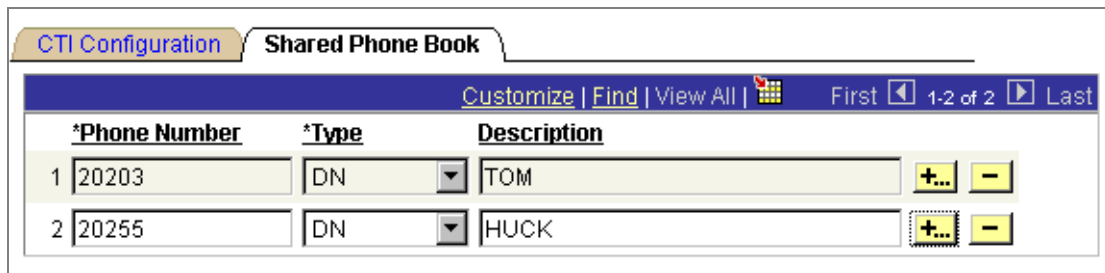 CTI Configuration Shared Phone Book
Customize | Find | View All | First 1-2 of 2 Last
*Phone Number *Type Description
1 20203 DN TOM +... −
2 20255 DN HUCK +... −